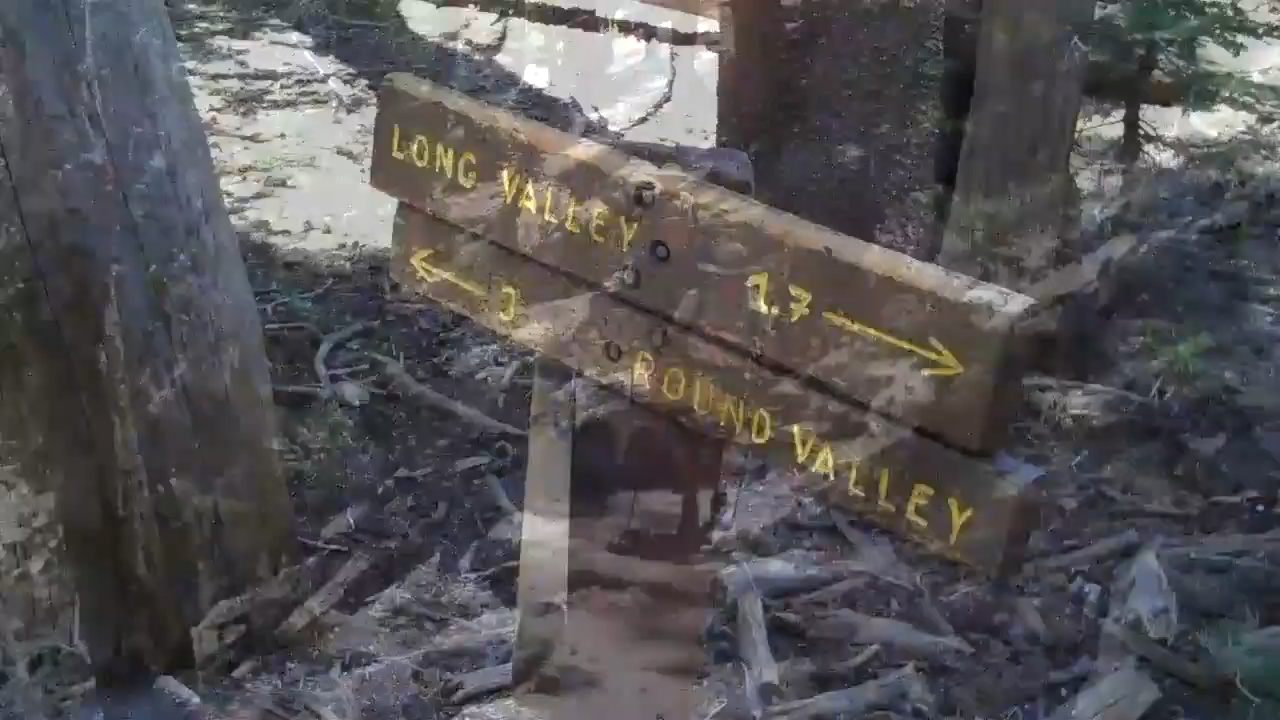 LONG VALLEY
1.7 →
← 3
ROUND VALLEY